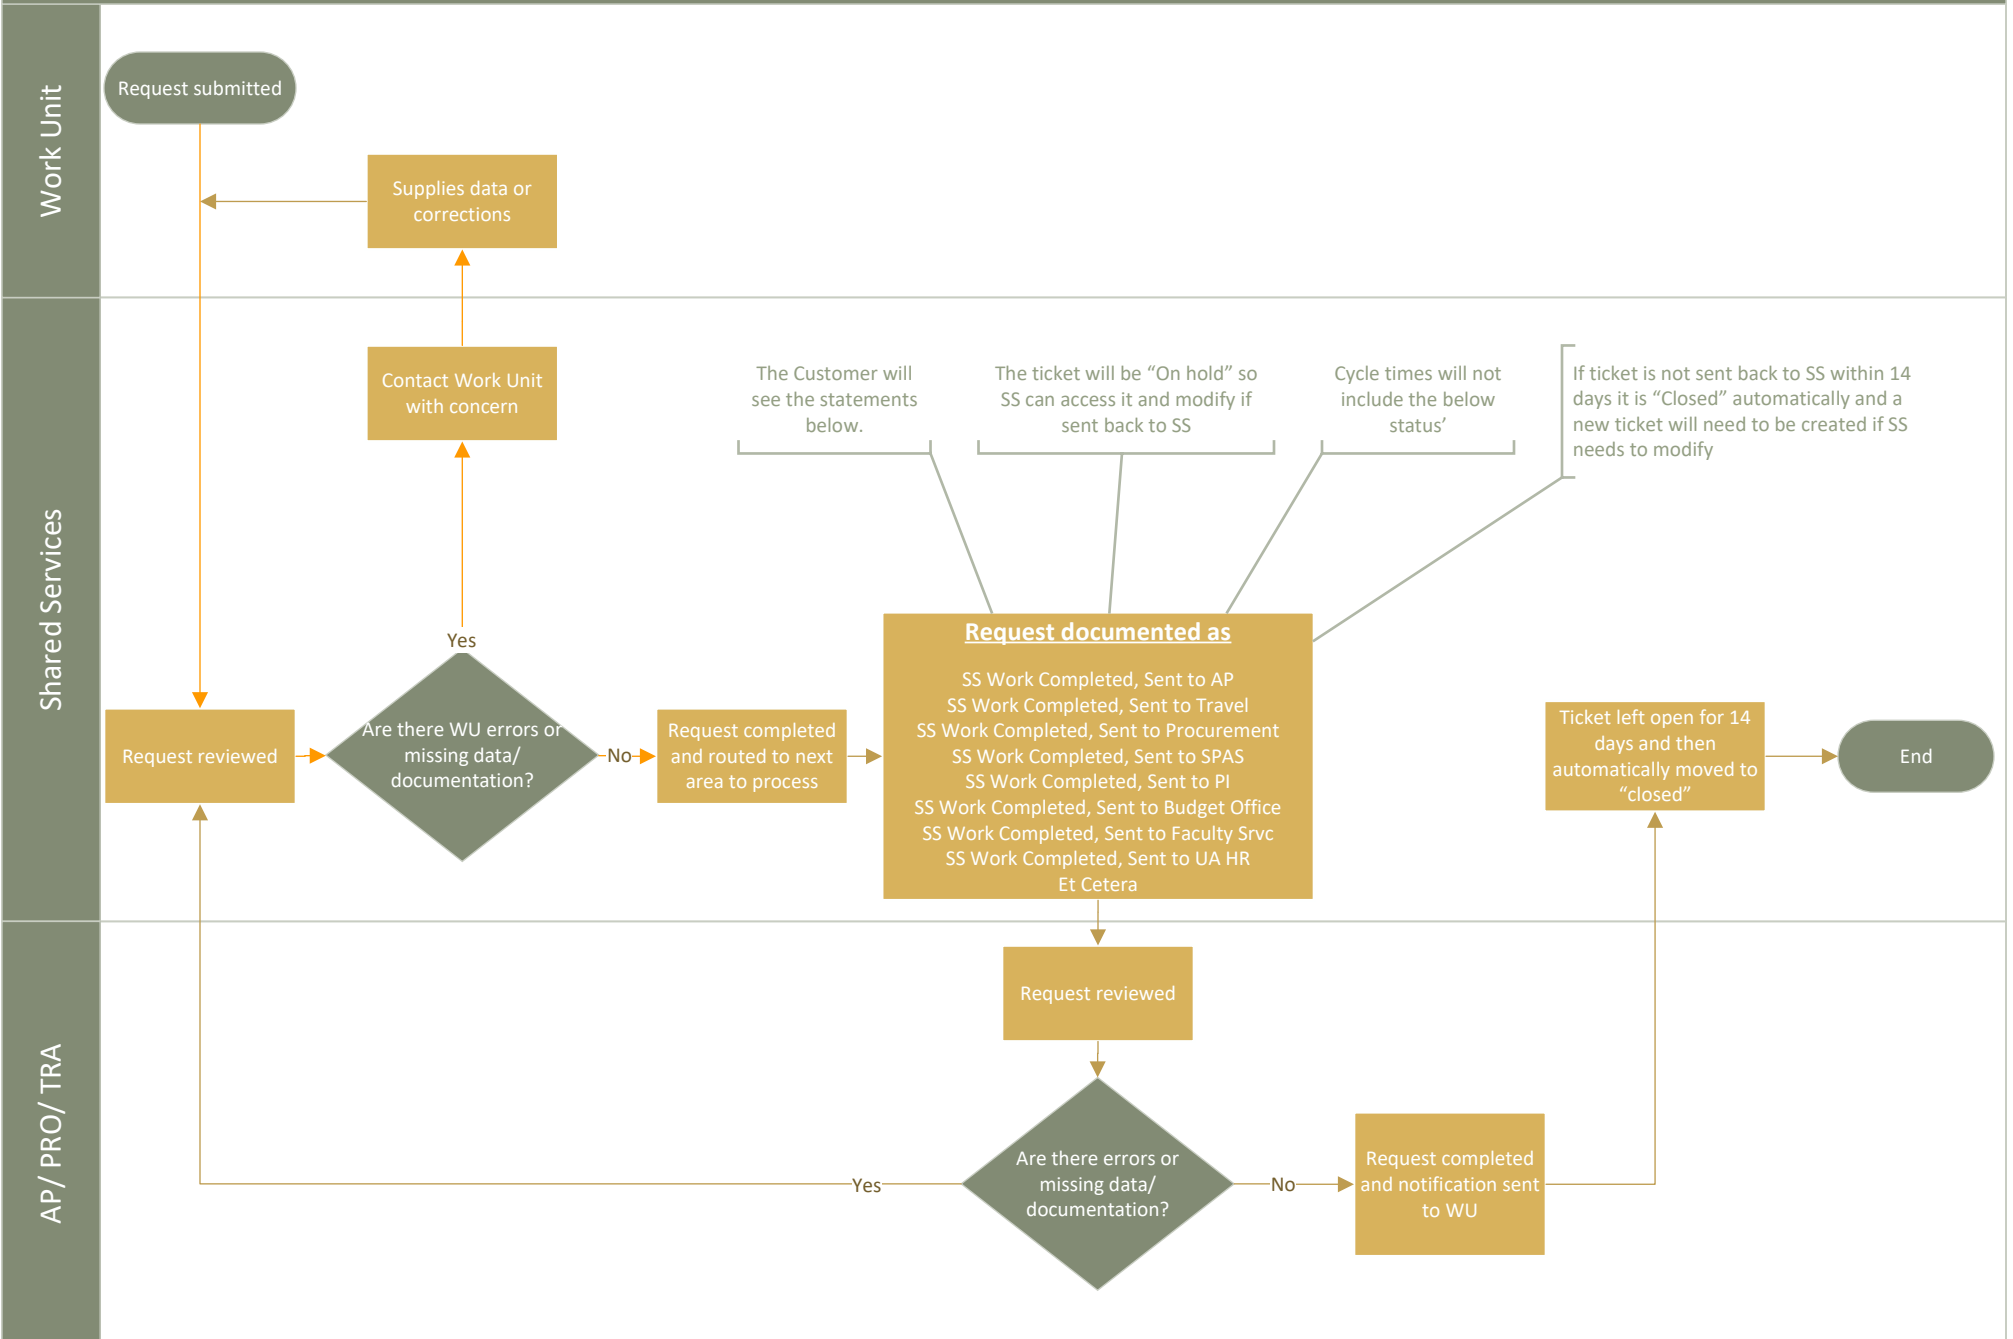 Work Unit
Request submitted
Supplies data or
corrections
Shared Services
Contact Work Unit
with concern
The Customer will
see the statements
below.
The ticket will be “On hold” so
SS can access it and modify if
sent back to SS
Cycle times will not
include the below
status’
If ticket is not sent back to SS within 14
days it is “Closed” automatically and a
new ticket will need to be created if SS
needs to modify
Yes
Request reviewed
Are there WU errors or
missing data/
documentation?
No
Request completed
and routed to next
area to process
Request documented as
SS Work Completed, Sent to AP
SS Work Completed, Sent to Travel
SS Work Completed, Sent to Procurement
SS Work Completed, Sent to SPAS
SS Work Completed, Sent to PI
SS Work Completed, Sent to Budget Office
SS Work Completed, Sent to Faculty Srvc
SS Work Completed, Sent to UA HR
Et Cetera
Ticket left open for 14
days and then
automatically moved to
“closed”
End
AP/ PRO/ TRA
Request reviewed
Yes
Are there errors or
missing data/
documentation?
No
Request completed
and notification sent
to WU